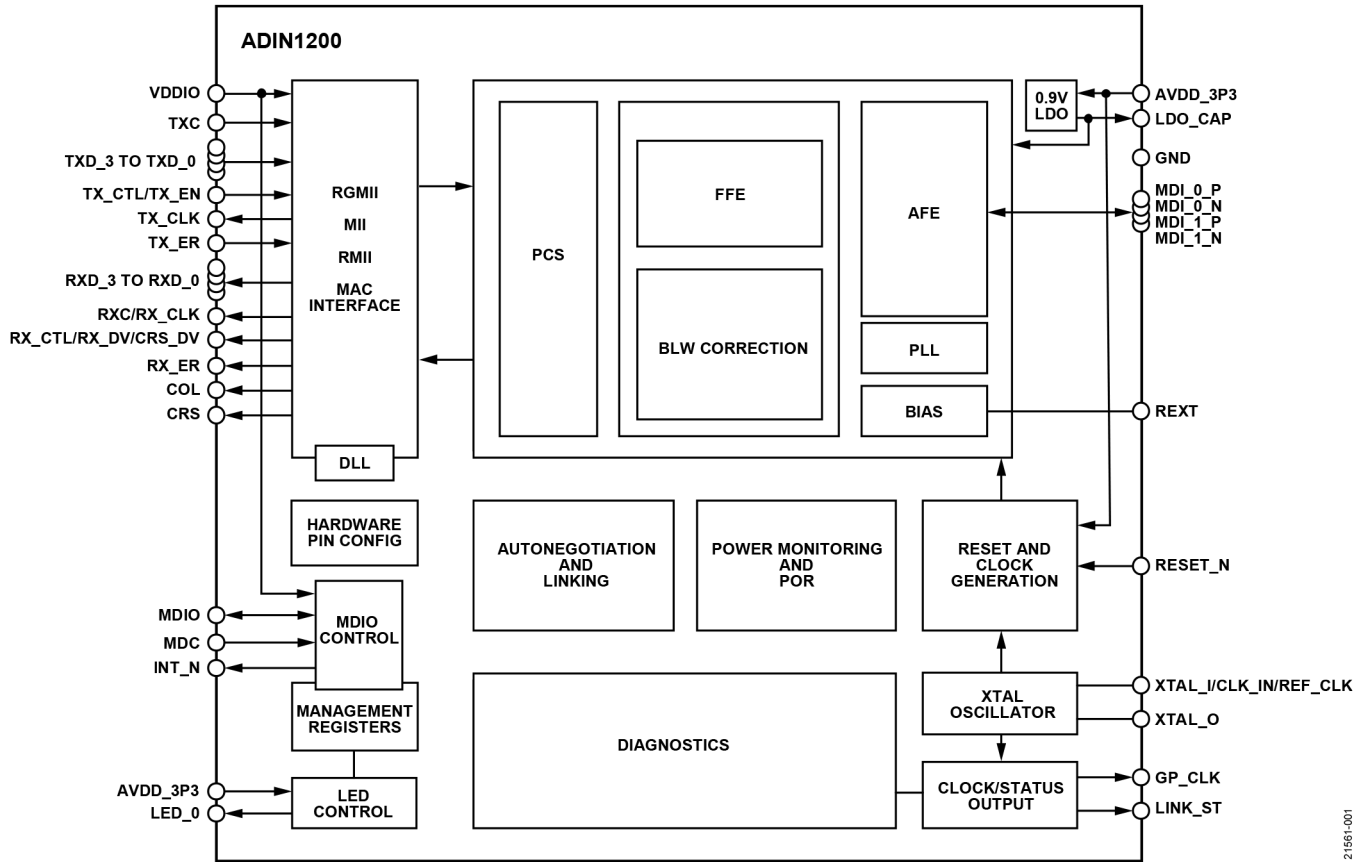 ADIN1200
VDDIO
TXC
TXD_3 TO TXD_0
TX_CTL/TX_EN
TX_CLK
TX_ER
RXD_3 TO RXD_0
RXC/RX_CLK
RX_CTL/RX_DV/CRS_DV
RX_ER
COL
CRS
RGMII
MII
RMII
MAC
INTERFACE
DLL
PCS
FFE
BLW CORRECTION
AFE
PLL
BIAS
0.9V
LDO
AVDD_3P3
LDO_CAP
GND
MDI_0_P
MDI_0_N
MDI_1_P
MDI_1_N
REXT
HARDWARE
PIN CONFIG
AUTONEGOTIATION
AND
LINKING
POWER MONITORING
AND
POR
RESET AND
CLOCK
GENERATION
RESET_N
MDIO
MDC
INT_N
MDIO
CONTROL
MANAGEMENT
REGISTERS
AVDD_3P3
LED_0
LED
CONTROL
DIAGNOSTICS
XTAL
OSCILLATOR
XTAL_I/CLK_IN/REF_CLK
XTAL_O
CLOCK/STATUS
OUTPUT
GP_CLK
LINK_ST
21561-001